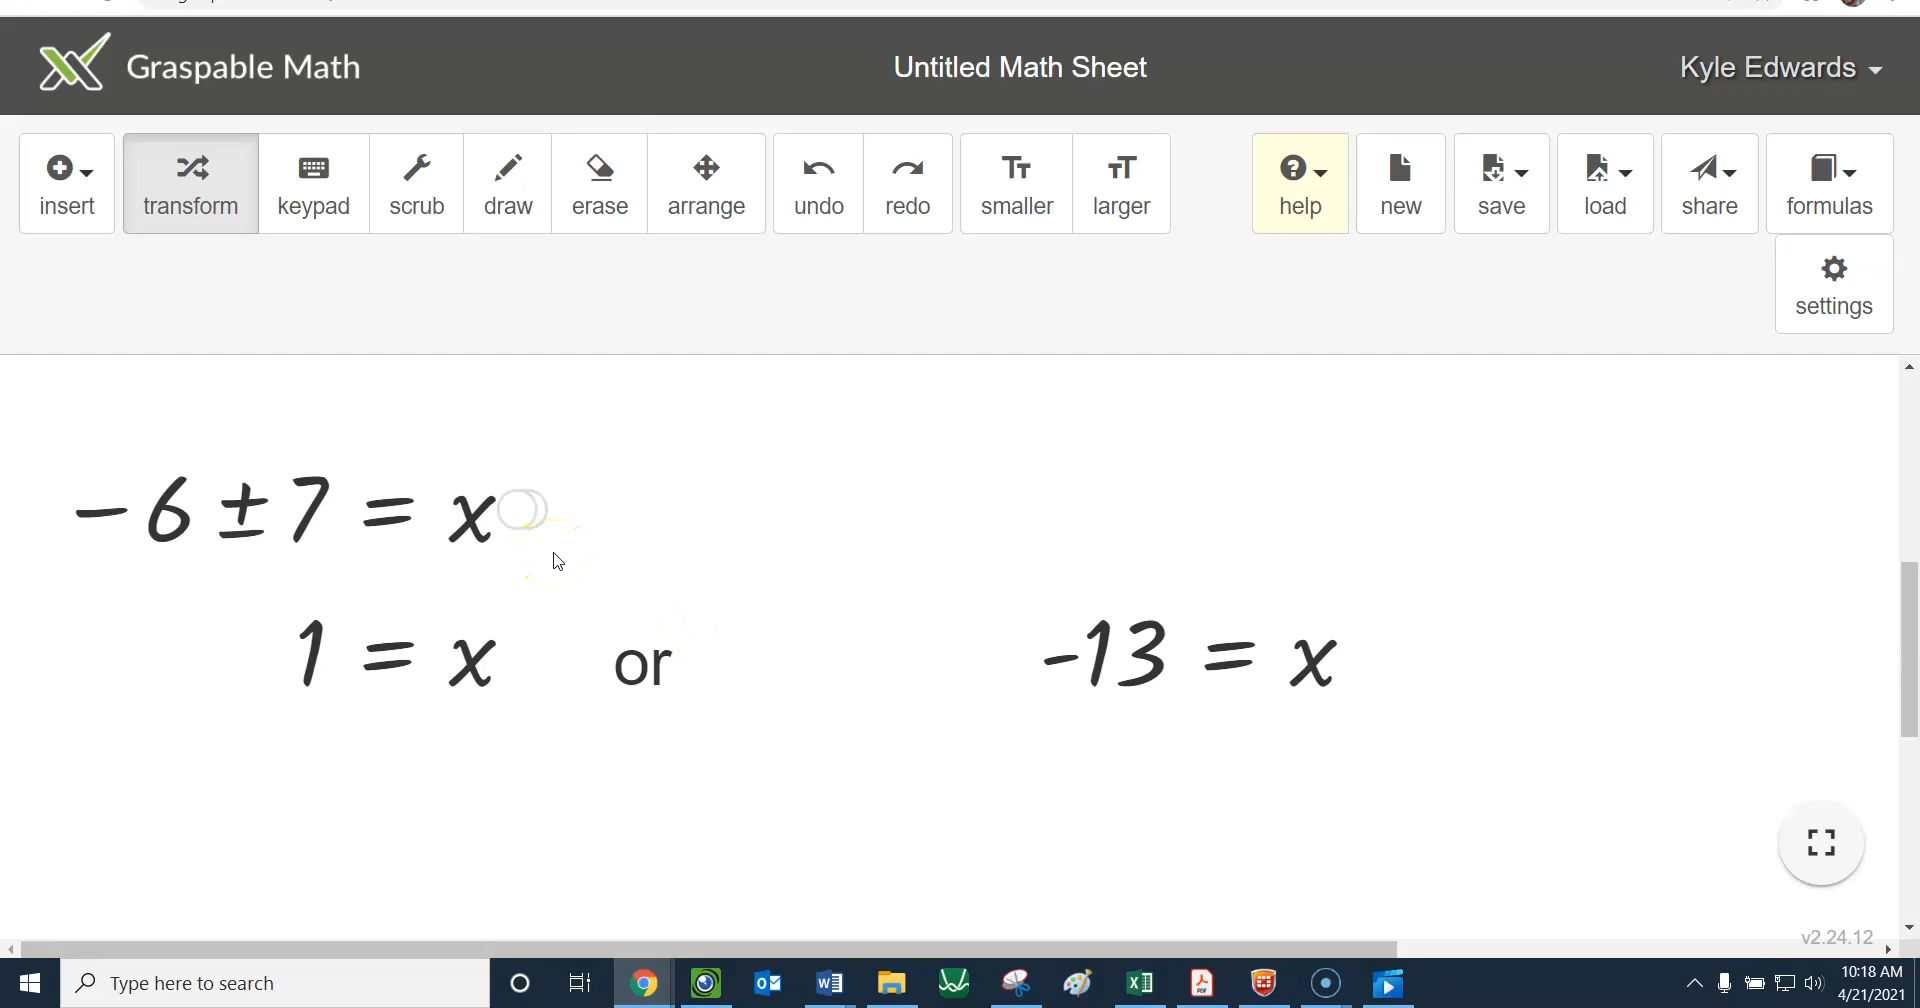 Graspable Math Untitled Math Sheet Kyle Edwards
insert transform keypad scrub draw erase arrange undo redo smaller larger help new save load share formulas
settings
− 6 ± 7 = x
1 = x or -13 = x
v2.24.12
Type here to search
10:18 AM
4/21/2021